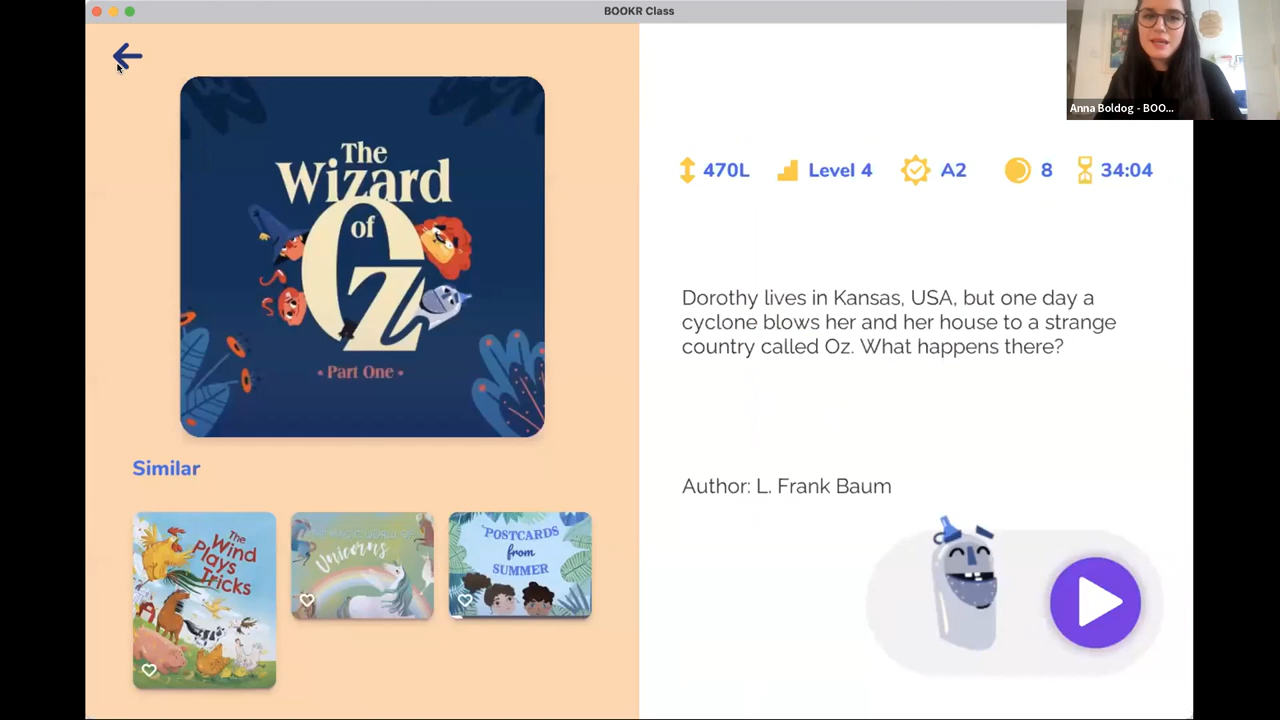 BOOKR Class
Anna Boldog - BOO...
The
Wizard
of
Oz
• Part One •
470L
Level 4
A2
8
34:04
Dorothy lives in Kansas, USA, but one day a
cyclone blows her and her house to a strange
country called Oz. What happens there?
Author: L. Frank Baum
Similar
The
Wind
Plays
Tricks
Unicorns
POSTCARDS
from
SUMMER